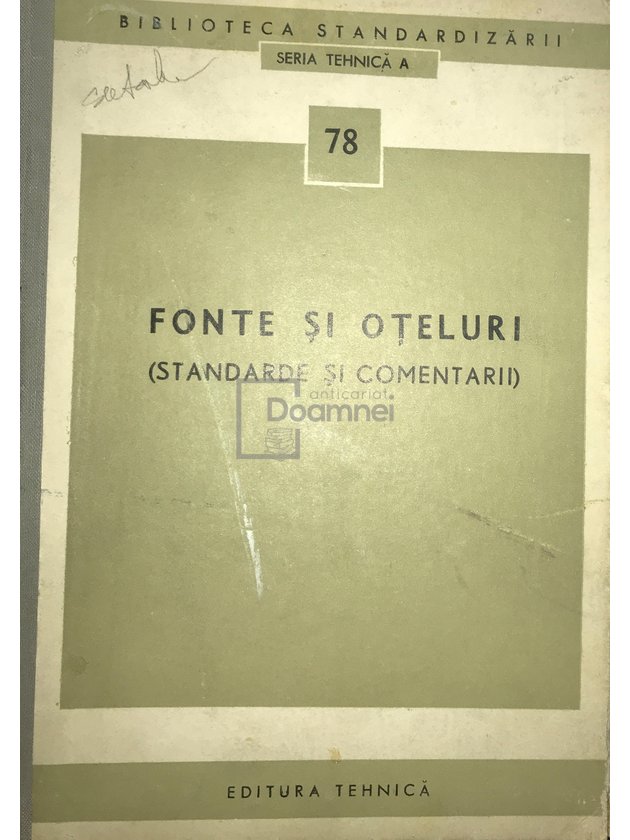 BIBLIOTECA STANDARDIZĂRII
SERIA TEHNICĂ A
78
FONTE ȘI OȚELURI
(STANDARDE ȘI COMENTARII)
anticariat
Doamnei
EDITURA TEHNICĂ